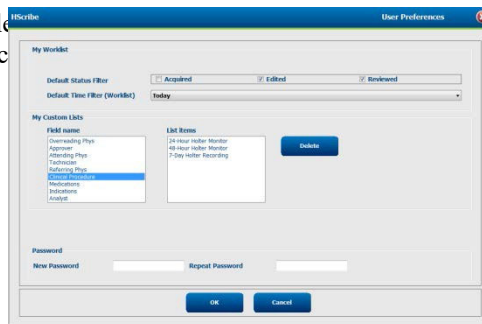 HScribe User Preferences
My Worklist
Default Status Filter Acquired Edited Reviewed
Default Time Filter (Worklist) Today
My Custom Lists
Field name List items
Overreading Phys 24-Hour Holter Monitor
Approver 48-Hour Holter Monitor
Attending Phys 7-Day Holter Recording
Technician
Referring Phys
Clinical Procedure
Medications
Indications
Analyst
Delete
Password
New Password Repeat Password
OK Cancel